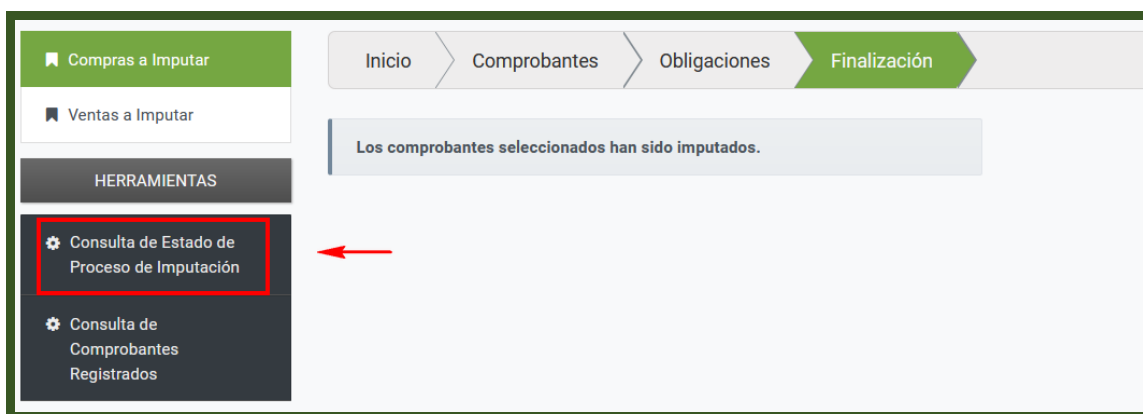 Compras a Imputar
Ventas a Imputar
HERRAMIENTAS
Consulta de Estado de
Proceso de Imputación
Consulta de
Comprobantes
Registrados
Inicio
Comprobantes
Obligaciones
Finalización
Los comprobantes seleccionados han sido imputados.